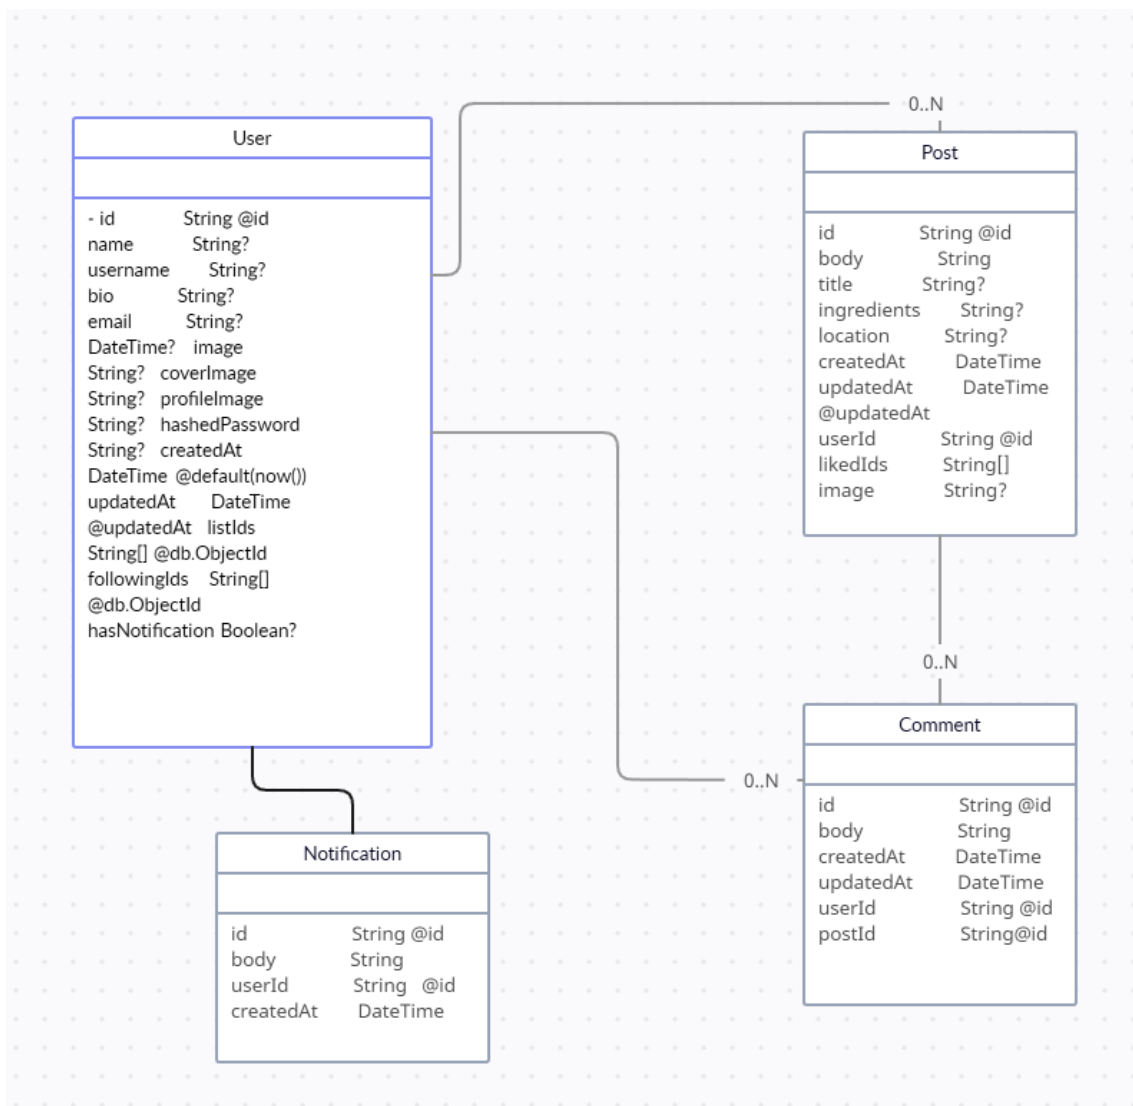 User
- id String @id
name String?
username String?
bio String?
email String?
DateTime? image
String? coverImage
String? profileImage
String? hashedPassword
String? createdAt
DateTime @default(now())
updatedAt DateTime
@updatedAt listIds
String[] @db.ObjectId
followingIds String[]
@db.ObjectId
hasNotification Boolean?
0..N
Post
id String @id
body String
title String?
ingredients String?
location String?
createdAt DateTime
updatedAt DateTime
@updatedAt
userId String @id
likedIds String[]
image String?
0..N
0..N
Comment
id String @id
body String
createdAt DateTime
updatedAt DateTime
userId String @id
postId String@id
Notification
id String @id
body String
userId String @id
createdAt DateTime